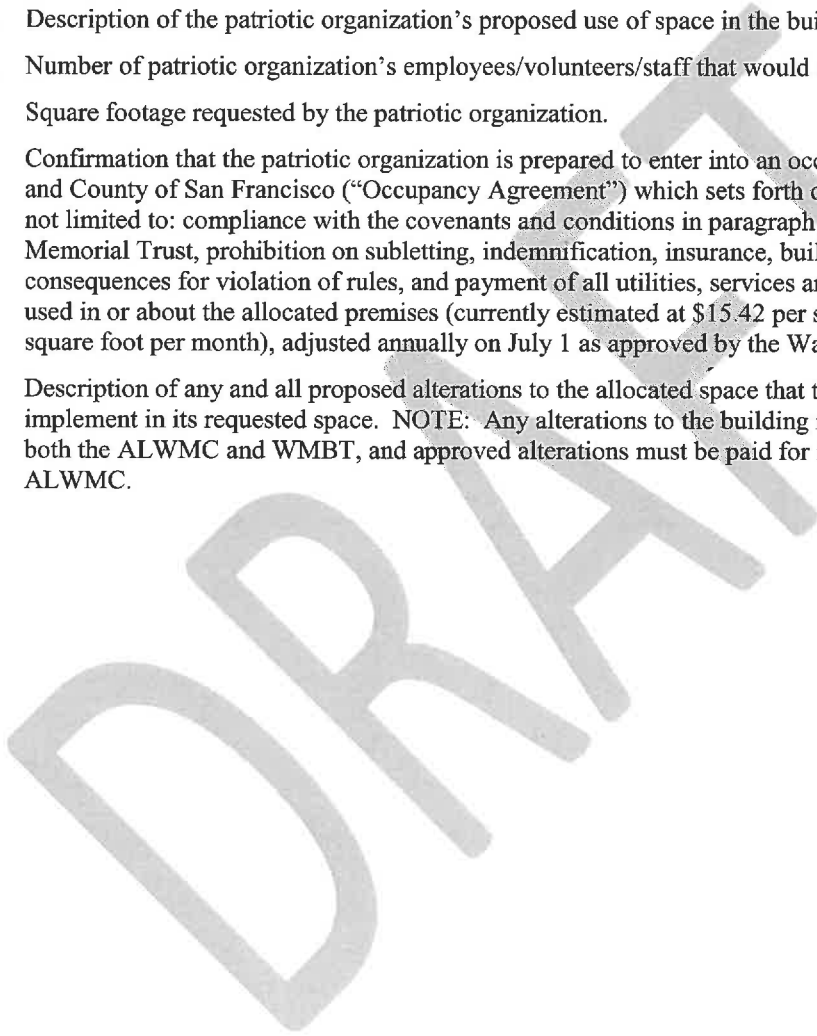 Description of the patriotic organization's proposed use of space in the bui
Number of patriotic organization's employees/volunteers/staff that would
Square footage requested by the patriotic organization.
Confirmation that the patriotic organization is prepared to enter into an occ
and County of San Francisco ("Occupancy Agreement") which sets forth c
not limited to: compliance with the covenants and conditions in paragraph
Memorial Trust, prohibition on subletting, indemnification, insurance, buil
consequences for violation of rules, and payment of all utilities, services a
used in or about the allocated premises (currently estimated at $15.42 per s
square foot per month), adjusted annually on July 1 as approved by the Wa
Description of any and all proposed alterations to the allocated space that t
implement in its requested space. NOTE: Any alterations to the building
both the ALWMC and WMBT, and approved alterations must be paid for
ALWMC.
DRAFT